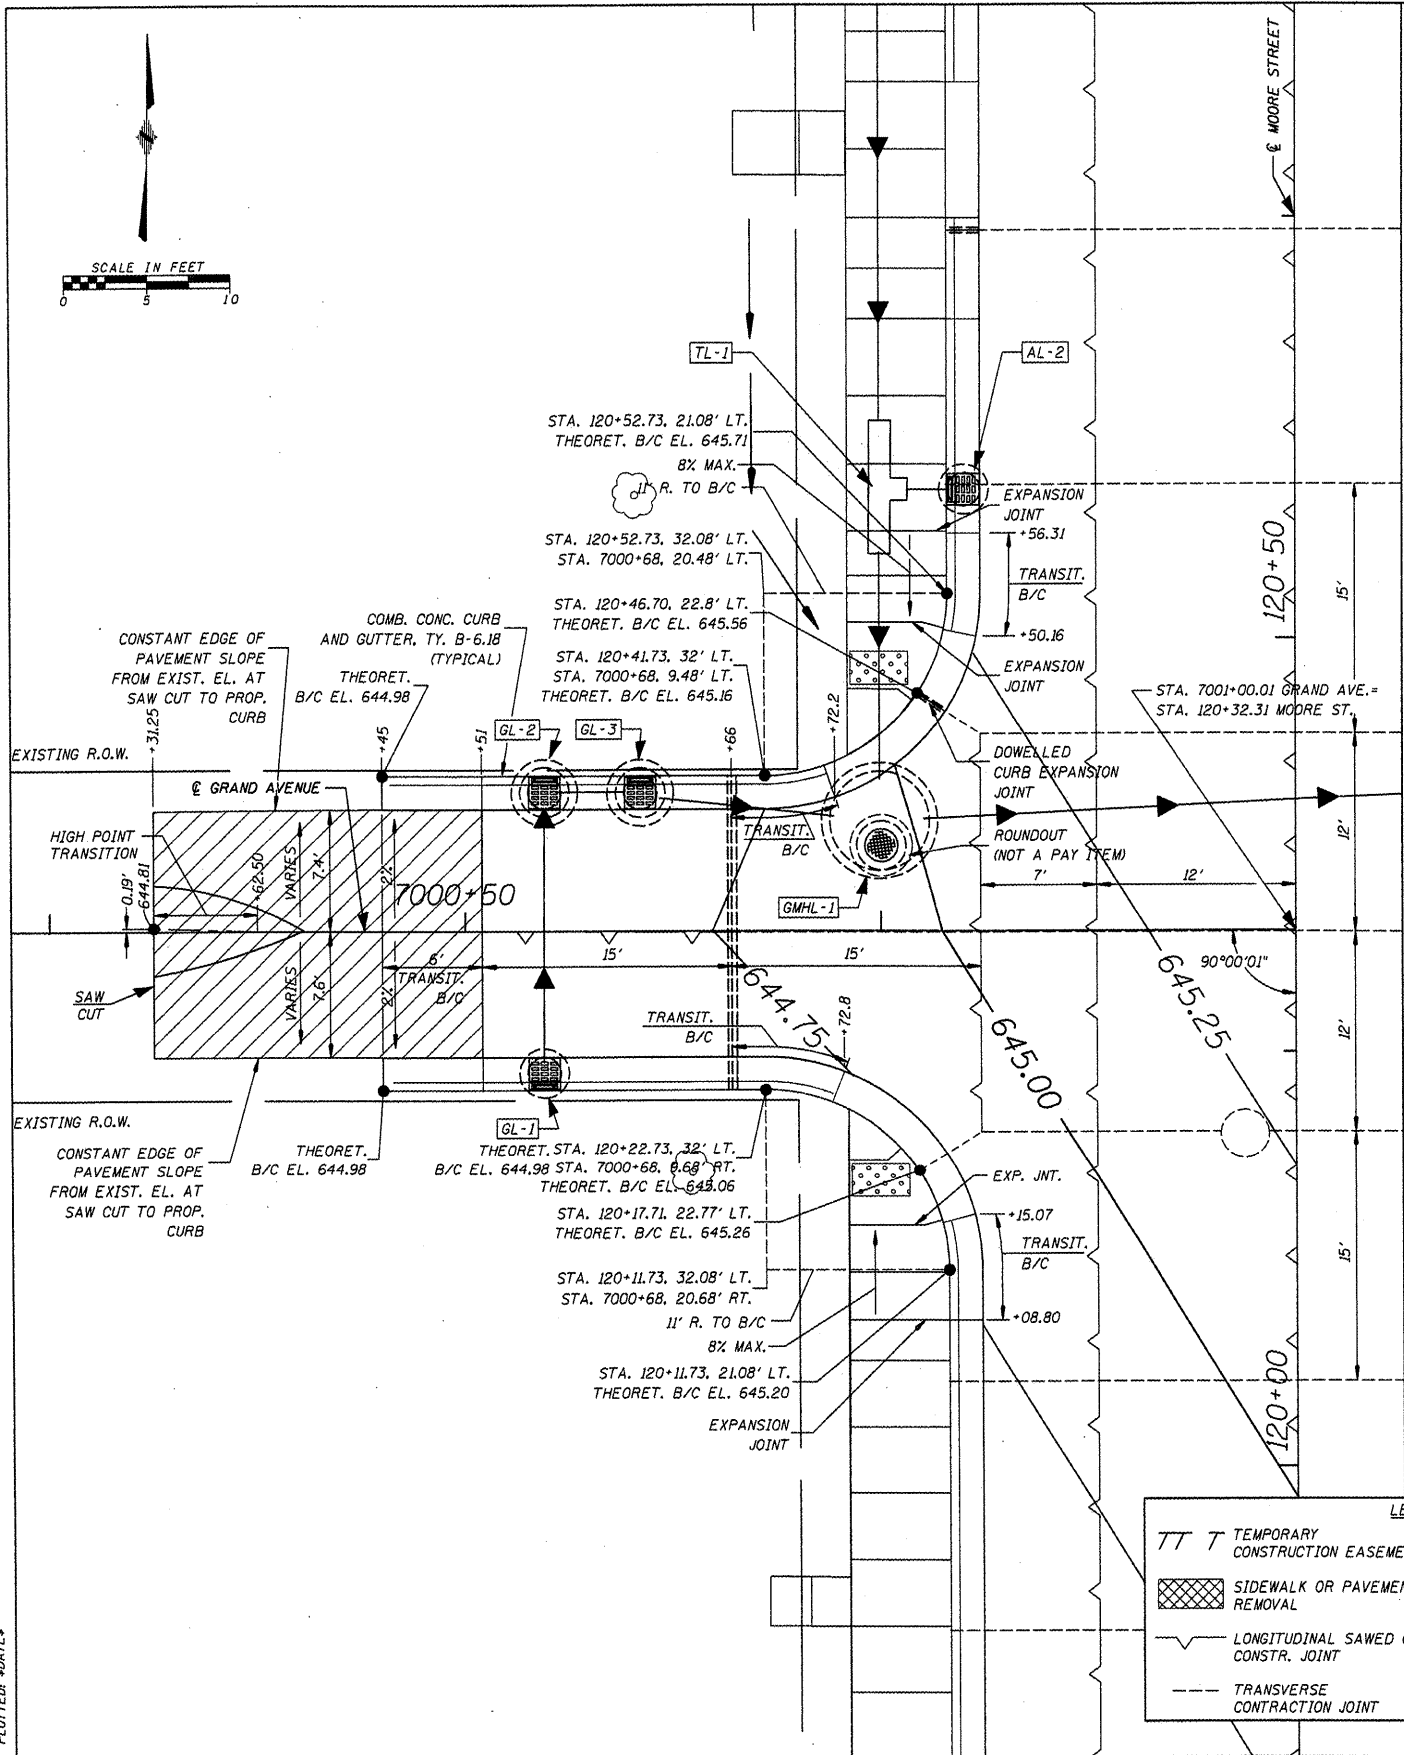 SCALE IN FEET
0 5 10
℄ MOORE STREET
TL-1
AL-2
STA. 120+52.73, 21.08' LT.
THEORET. B/C EL. 645.71
8% MAX.
11' R. TO B/C
EXPANSION
JOINT
+56.31
STA. 120+52.73, 32.08' LT.
STA. 7000+68, 20.48' LT.
TRANSIT.
B/C
120+50
15'
STA. 120+46.70, 22.8' LT.
THEORET. B/C EL. 645.56
+50.16
COMB. CONC. CURB
AND GUTTER, TY. B-6.18
(TYPICAL)
CONSTANT EDGE OF
PAVEMENT SLOPE
FROM EXIST. EL. AT
SAW CUT TO PROP.
CURB
THEORET.
B/C EL. 644.98
STA. 120+41.73, 32' LT.
STA. 7000+68, 9.48' LT.
THEORET. B/C EL. 645.16
EXPANSION
JOINT
STA. 7001+00.01 GRAND AVE.=
STA. 120+32.31 MOORE ST.
+31.25
+45
+51
GL-2
GL-3
+66
+72.2
EXISTING R.O.W.
DOWELLED
CURB EXPANSION
JOINT
℄ GRAND AVENUE
HIGH POINT
TRANSITION
TRANSIT.
B/C
ROUNDOUT
(NOT A PAY ITEM)
12'
0.19'
644.81
+62.50
VARIES
7.4'
2%
7000+50
GMHL-1
7'
12'
6'
TRANSIT.
B/C
15'
15'
90°00'01"
SAW
CUT
VARIES
7.6'
2%
644.75
645.00
645.25
12'
TRANSIT.
B/C
+72.8
EXISTING R.O.W.
GL-1
CONSTANT EDGE OF
PAVEMENT SLOPE
FROM EXIST. EL. AT
SAW CUT TO PROP.
CURB
THEORET.
B/C EL. 644.98
THEORET.
B/C EL. 644.98
STA. 120+22.73, 32' LT.
STA. 7000+68, 9.68' RT.
THEORET. B/C EL. 645.06
EXP. JNT.
STA. 120+17.71, 22.77' LT.
THEORET. B/C EL. 645.26
+15.07
TRANSIT.
B/C
15'
STA. 120+11.73, 32.08' LT.
STA. 7000+68, 20.68' RT.
11' R. TO B/C
+08.80
8% MAX.
STA. 120+11.73, 21.08' LT.
THEORET. B/C EL. 645.20
120+00
EXPANSION
JOINT
TEMPORARY
CONSTRUCTION EASEME
SIDEWALK OR PAVEMEN
REMOVAL
LONGITUDINAL SAWED
CONSTR. JOINT
TRANSVERSE
CONTRACTION JOINT